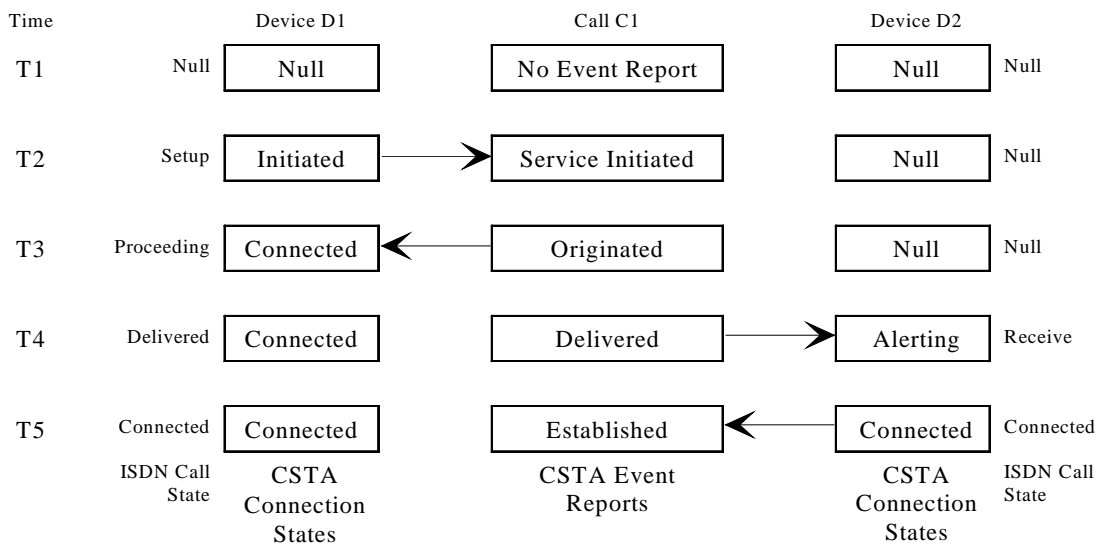 Time Device D1 Call C1 Device D2
T1 Null Null No Event Report Null Null
T2 Setup Initiated Service Initiated Null Null
T3 Proceeding Connected Originated Null Null
T4 Delivered Connected Delivered Alerting Receive
T5 Connected Connected Established Connected Connected
ISDN Call
State
CSTA
Connection
States
CSTA Event
Reports
CSTA
Connection
States
ISDN Call
State